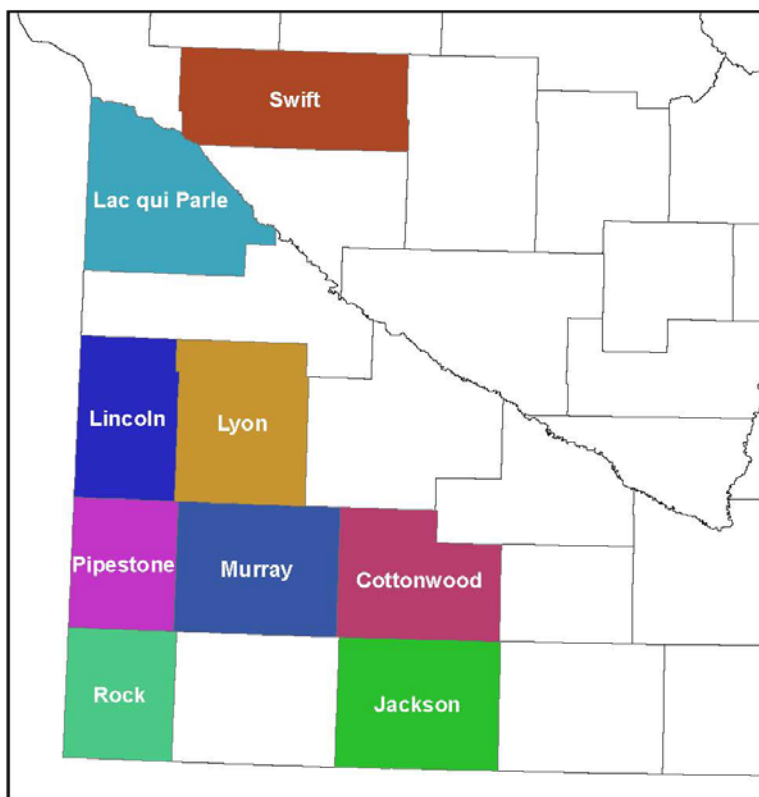 Swift
Lac qui Parle
Lincoln
Lyon
Pipestone
Murray
Cottonwood
Rock
Jackson